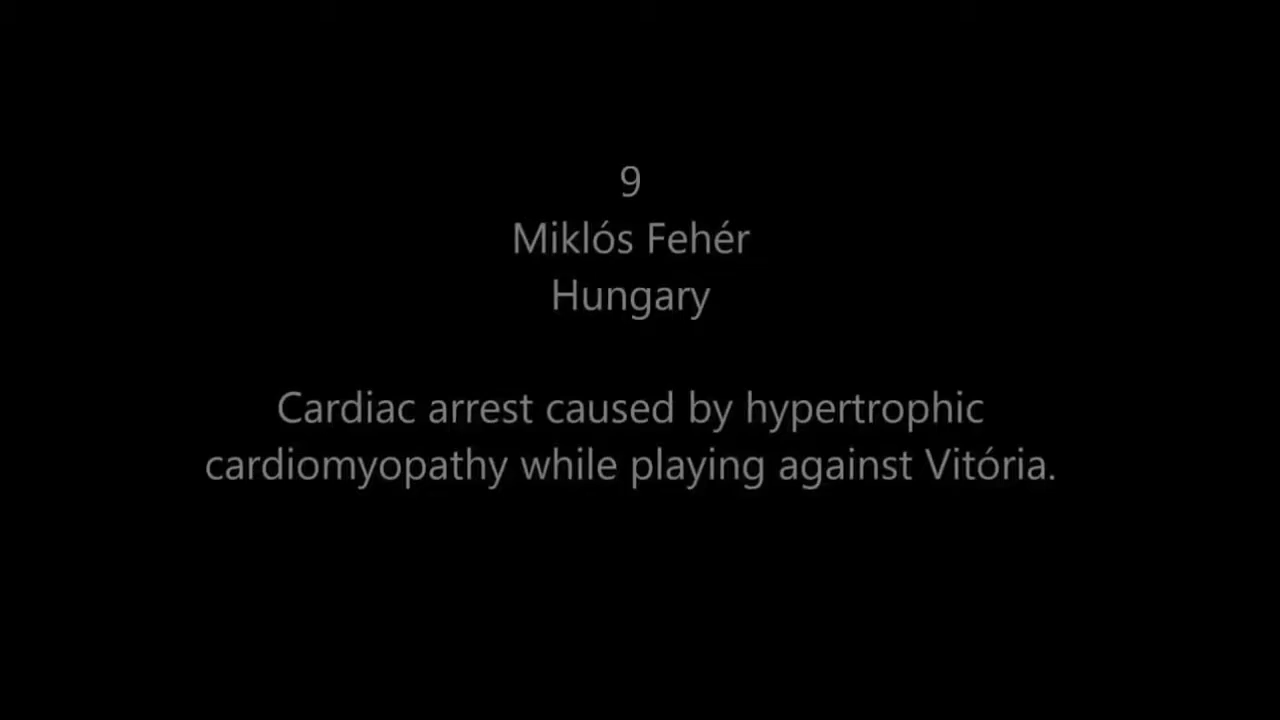 9
Miklós Fehér
Hungary
Cardiac arrest caused by hypertrophic
cardiomyopathy while playing against Vitória.